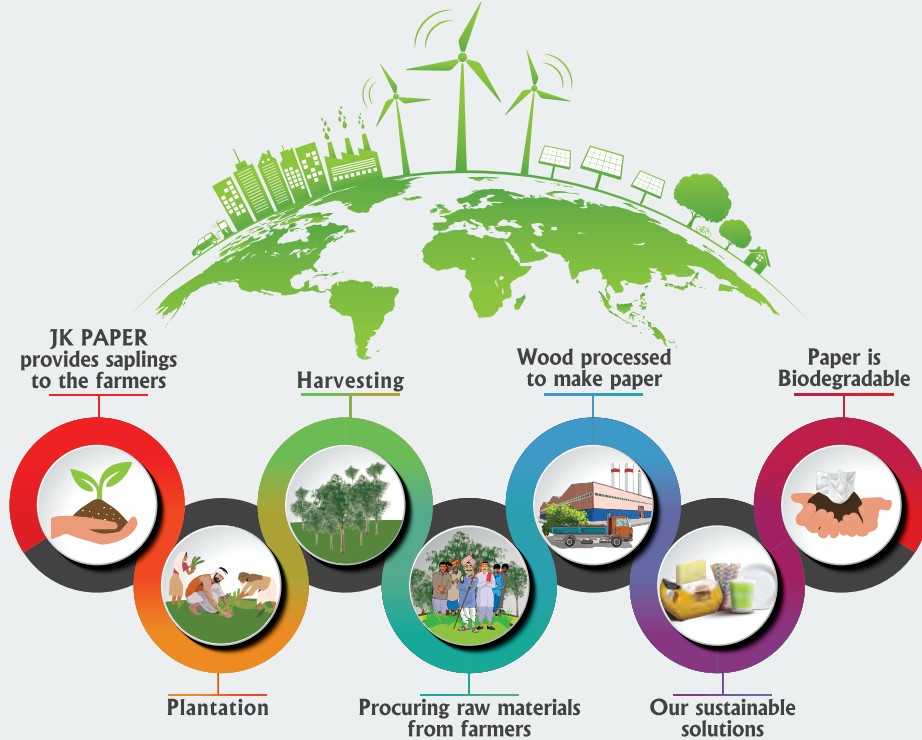 JK PAPER
provides saplings
to the farmers
Plantation
Harvesting
Procuring raw materials
from farmers
Wood processed
to make paper
Our sustainable
solutions
Paper is
Biodegradable